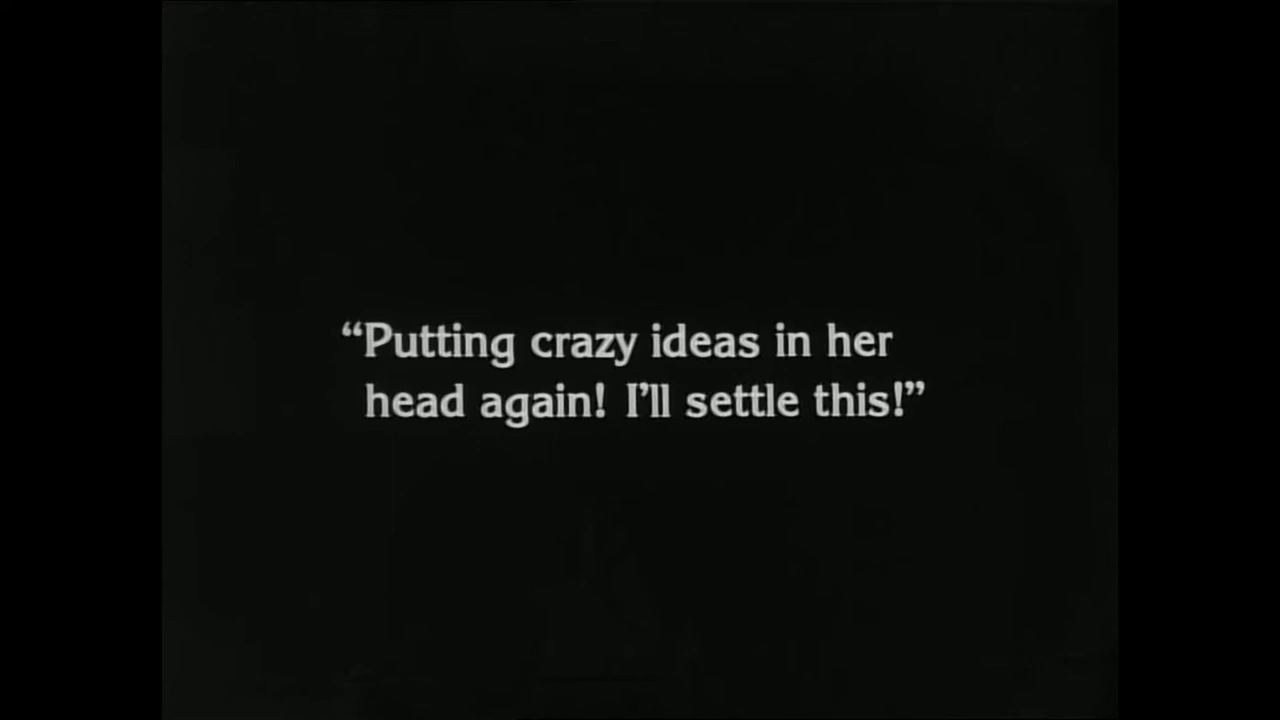 “Putting crazy ideas in her
head again! I’ll settle this!”